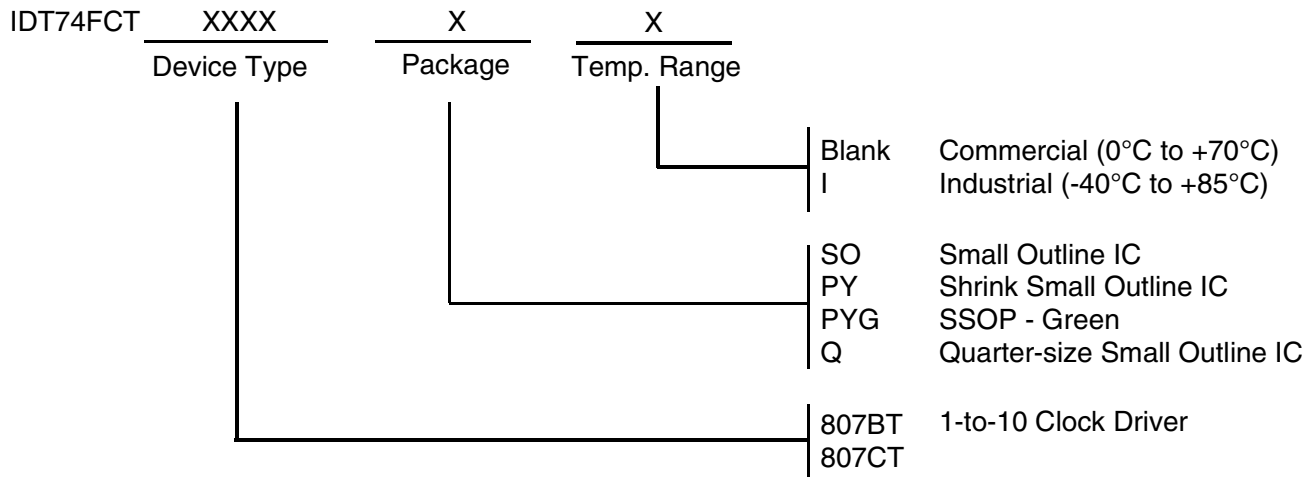 IDT74FCT XXXX X X
Device Type Package Temp. Range
Blank Commercial (0°C to +70°C)
I Industrial (-40°C to +85°C)
SO Small Outline IC
PY Shrink Small Outline IC
PYG SSOP - Green
Q Quarter-size Small Outline IC
807BT 1-to-10 Clock Driver
807CT